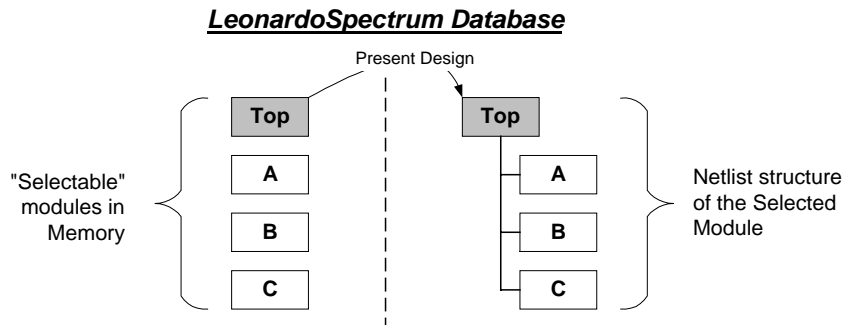 LeonardoSpectrum Database
Present Design
Top
Top
"Selectable"
modules in
Memory
A
B
C
A
B
C
Netlist structure
of the Selected
Module